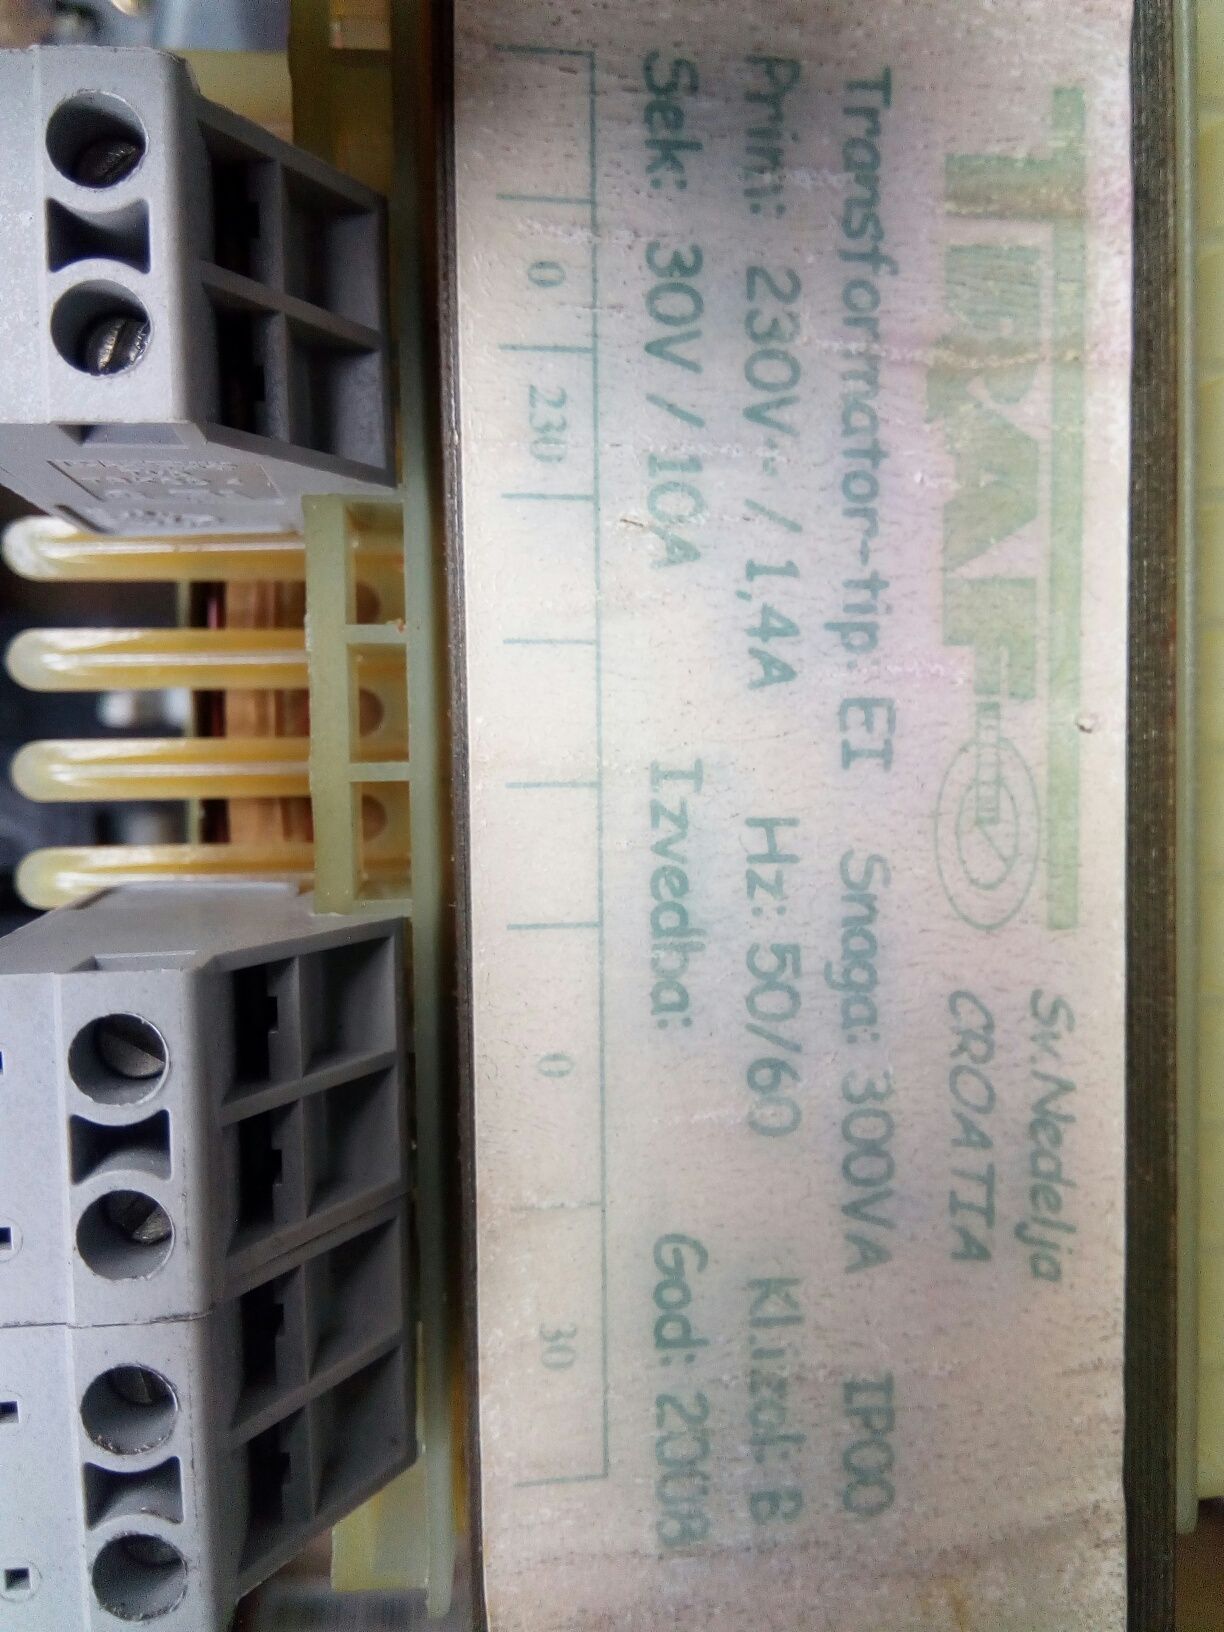 TRAF
Sv.Nedelja
CROATIA
Transformator-tip: EI Snaga: 300VA IP00
Prim: 230V~ / 1,4A Hz: 50/60 Kl.izol: B
Sek: 30V / 10A Izvedba: God: 2008
0 230 0 30